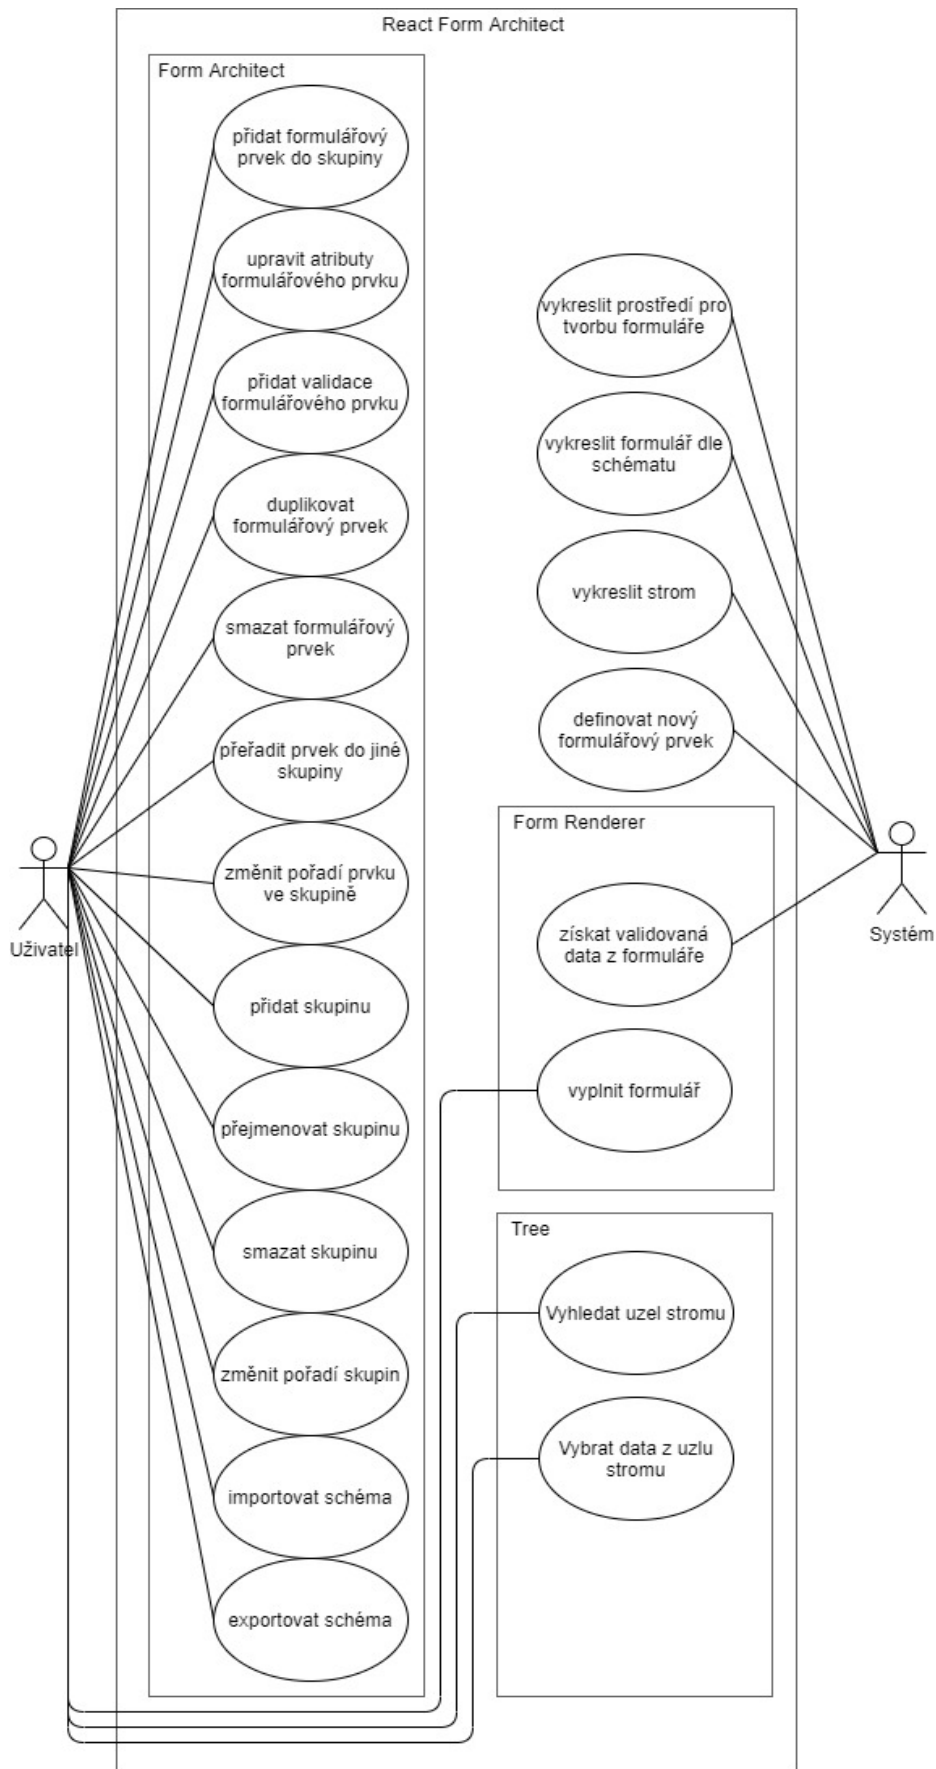 React Form Architect
Form Architect
přidat formulářový
prvek do skupiny
upravit atributy
formulářového prvku
přidat validace
formulářového prvku
duplikovat
formulářový prvek
smazat formulářový
prvek
přeřadit prvek do jiné
skupiny
změnit pořadí prvku
ve skupině
přidat skupinu
přejmenovat skupinu
smazat skupinu
změnit pořadí skupin
importovat schéma
exportovat schéma
Uživatel
vykreslit prostředí pro
tvorbu formuláře
vykreslit formulář dle
schématu
vykreslit strom
definovat nový
formulářový prvek
Form Renderer
získat validovaná
data z formuláře
vyplnit formulář
Tree
Vyhledat uzel stromu
Vybrat data z uzlu
stromu
Systém